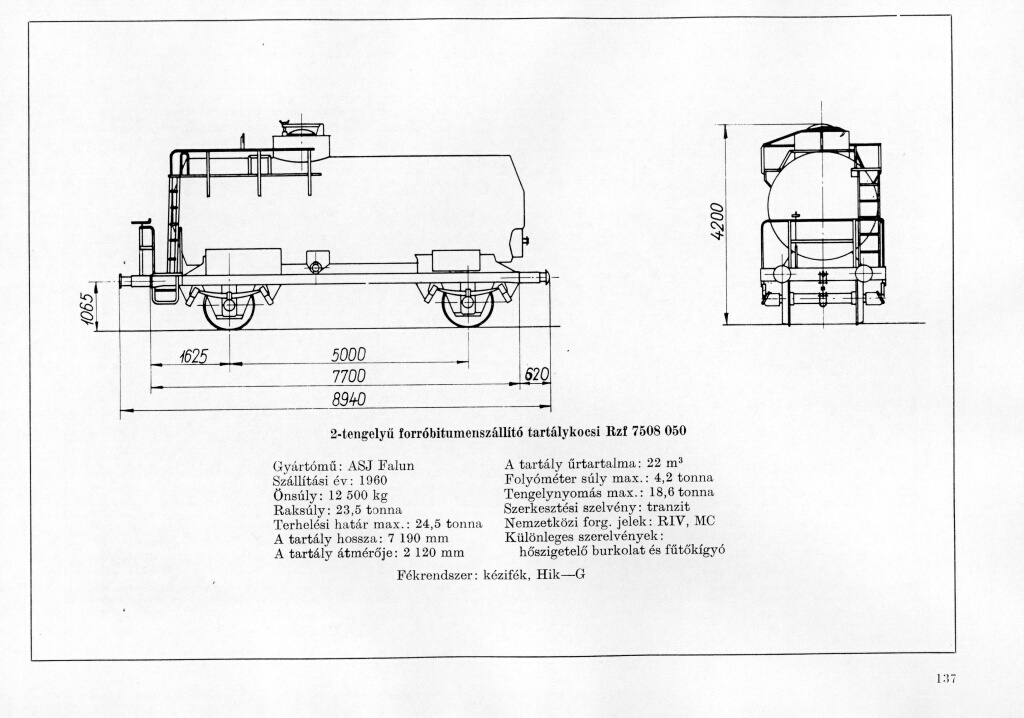 4200
1065
1625
5000
7700
620
8940
2-tengelyű forróbitumenszállító tartálykocsi Rzf 7508 050
Gyártómű: ASJ Falun
Szállítási év: 1960
Önsúly: 12 500 kg
Raksúly: 23,5 tonna
Terhelési határ max.: 24,5 tonna
A tartály hossza: 7 190 mm
A tartály átmérője: 2 120 mm
A tartály űrtartalma: 22 m³
Folyóméter súly max.: 4,2 tonna
Tengelynyomás max.: 18,6 tonna
Szerkesztési szelvény: tranzit
Nemzetközi forg. jelek: RIV, MC
Különleges szerelvények:
hőszigetelő burkolat és fűtőkígyó
Fékrendszer: kézifék, Hik—G
137